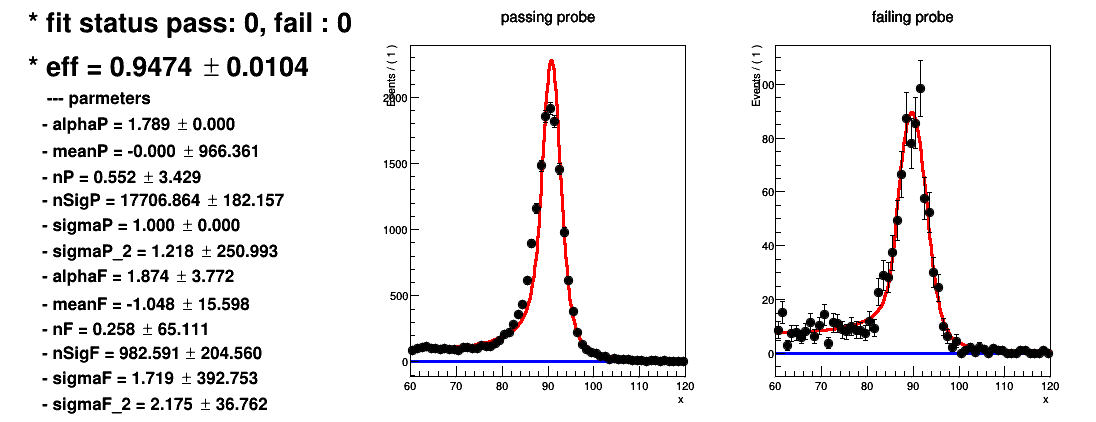 * fit status pass: 0, fail : 0
* eff = 0.9474 ± 0.0104
--- parmeters
- alphaP = 1.789 ± 0.000
- meanP = -0.000 ± 966.361
- nP = 0.552 ± 3.429
- nSigP = 17706.864 ± 182.157
- sigmaP = 1.000 ± 0.000
- sigmaP_2 = 1.218 ± 250.993
- alphaF = 1.874 ± 3.772
- meanF = -1.048 ± 15.598
- nF = 0.258 ± 65.111
- nSigF = 982.591 ± 204.560
- sigmaF = 1.719 ± 392.753
- sigmaF_2 = 2.175 ± 36.762
passing probe
Events / ( 1 )
2000
1500
1000
500
0
60 70 80 90 100 110 120
x
failing probe
Events / ( 1 )
100
80
60
40
20
0
60 70 80 90 100 110 120
x